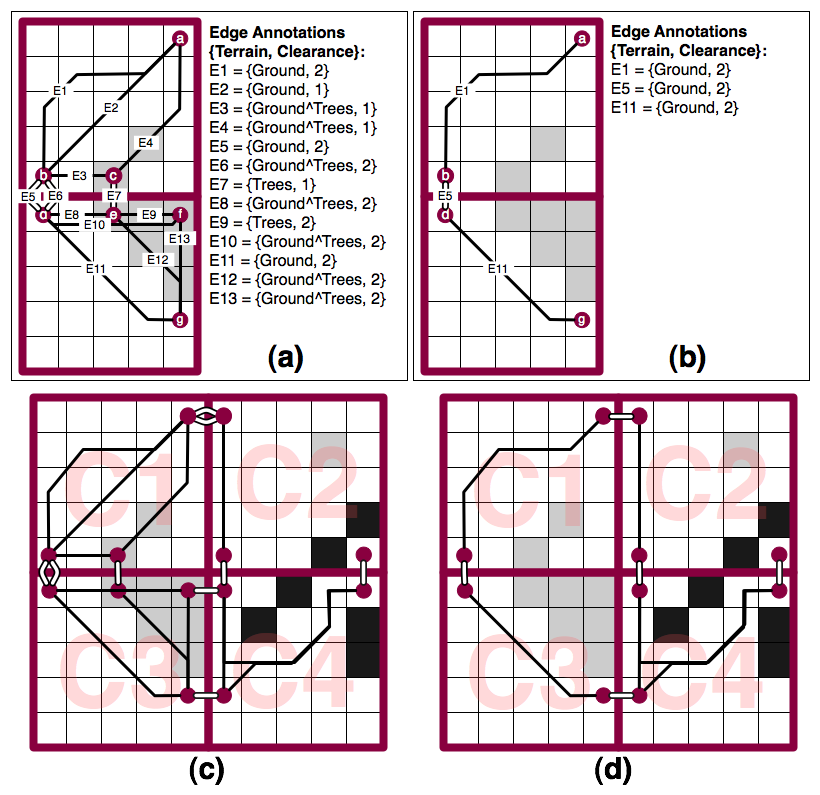 Edge Annotations
{Terrain, Clearance}:
E1 = {Ground, 2}
E2 = {Ground, 1}
E3 = {Ground^Trees, 1}
E4 = {Ground^Trees, 1}
E5 = {Ground, 2}
E6 = {Ground^Trees, 2}
E7 = {Trees, 1}
E8 = {Ground^Trees, 2}
E9 = {Trees, 2}
E10 = {Ground^Trees, 2}
E11 = {Ground, 2}
E12 = {Ground^Trees, 2}
E13 = {Ground^Trees, 2}
a
E1
E2
E4
b
E3
c
E5
E6
E7
d
E8
e
E9
f
E10
E13
E12
E11
g
(a)
Edge Annotations
{Terrain, Clearance}:
E1 = {Ground, 2}
E5 = {Ground, 2}
E11 = {Ground, 2}
a
E1
b
E5
d
E11
g
(b)
C1
C2
C3
C4
(c)
C1
C2
C3
C4
(d)